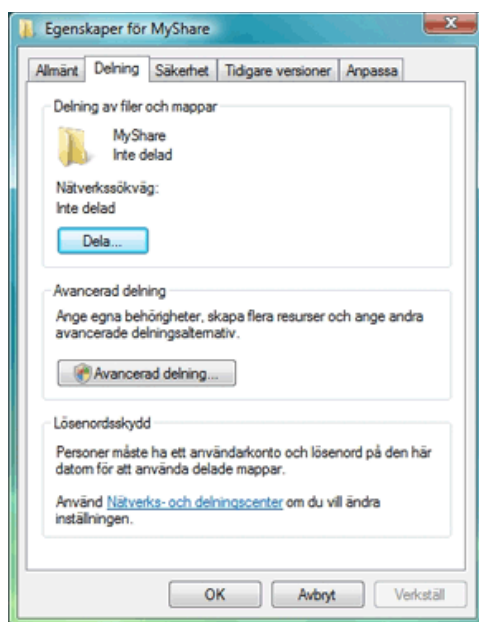 Egenskaper för MyShare
Allmänt Delning Säkerhet Tidigare versioner Anpassa
Delning av filer och mappar
MyShare
Inte delad
Nätverkssökväg:
Inte delad
Dela...
Avancerad delning
Ange egna behörigheter, skapa flera resurser och ange andra
avancerade delningsalternativ.
Avancerad delning...
Lösenordsskydd
Personer måste ha ett användarkonto och lösenord på den här
datorn för att använda delade mappar.
Använd Nätverks- och delningscenter om du vill ändra
inställningen.
OK Avbryt Verkställ